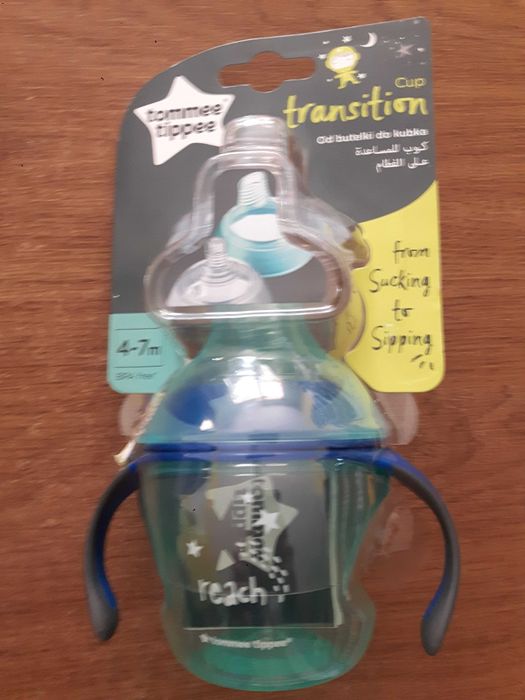 tommee
tippee
Cup
transition
Od butelki do kubka
كوب للمساعدة
على الفطام
from
Sucking
to
Sipping
4-7m
BPA free
reach
tommee tippee